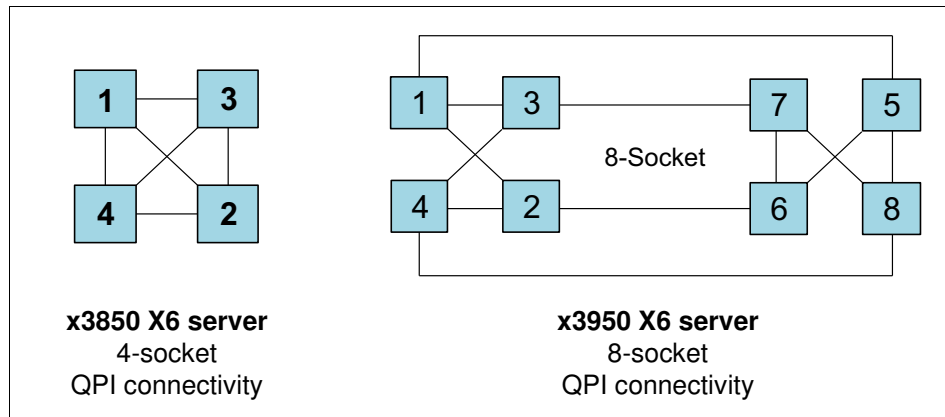 1
3
4
2
x3850 X6 server
4-socket
QPI connectivity
1
3
7
5
8-Socket
4
2
6
8
x3950 X6 server
8-socket
QPI connectivity